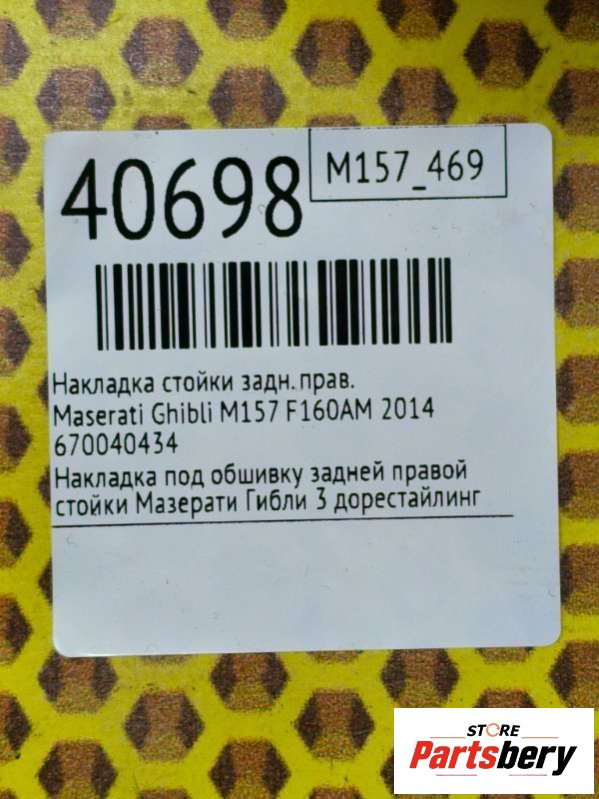 40698
M157_469
Накладка стойки задн. прав.
Maserati Ghibli M157 F160AM 2014
670040434
Накладка под обшивку задней правой
стойки Мазерати Гибли 3 дорестайлинг
STORE
Partsbery